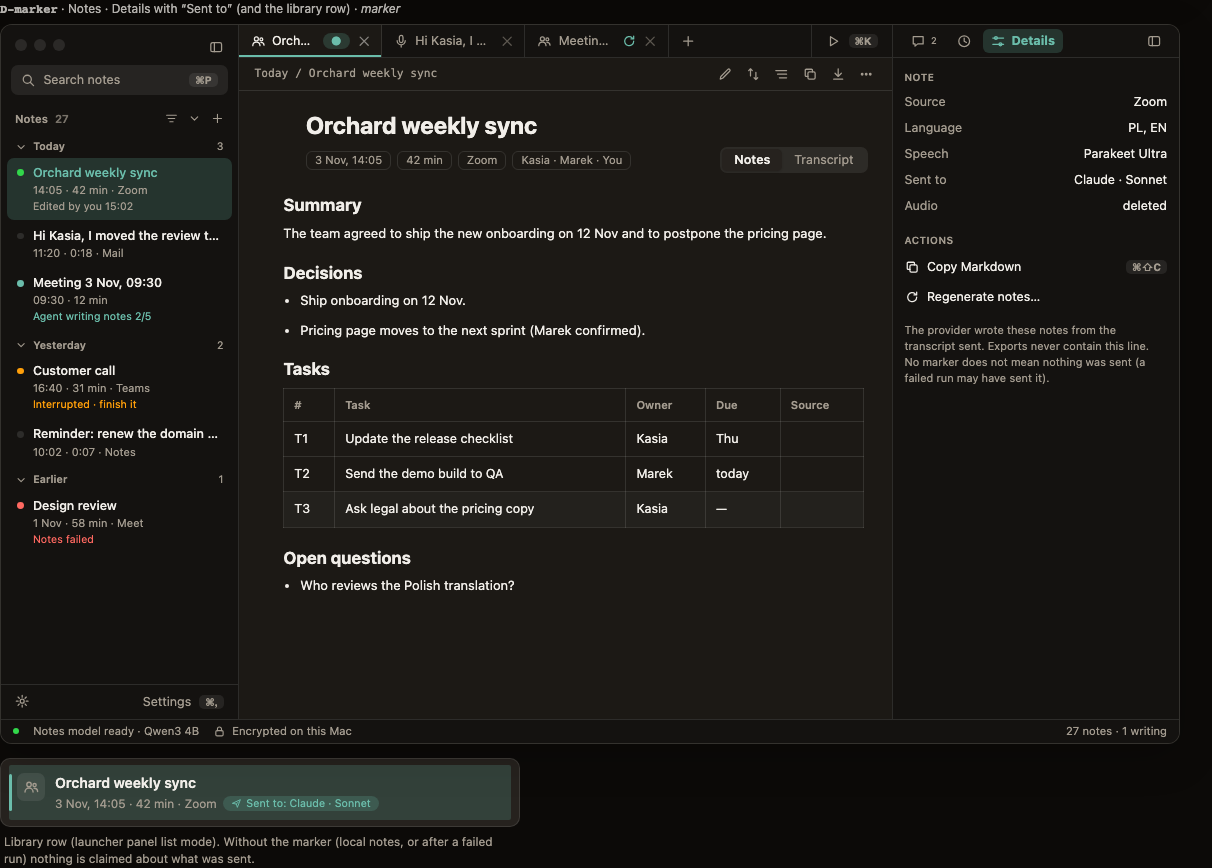 D-marker · Notes · Details with “Sent to” (and the library row) · marker
Orch...
Hi Kasia, I ...
Meetin...
⌘K
2
Details
Search notes ⌘P
Today / Orchard weekly sync
Notes 27
Today 3
Orchard weekly sync
14:05 · 42 min · Zoom
Edited by you 15:02
Hi Kasia, I moved the review t...
11:20 · 0:18 · Mail
Meeting 3 Nov, 09:30
09:30 · 12 min
Agent writing notes 2/5
Yesterday 2
Customer call
16:40 · 31 min · Teams
Interrupted · finish it
Reminder: renew the domain ...
10:02 · 0:07 · Notes
Earlier 1
Design review
1 Nov · 58 min · Meet
Notes failed
Settings ⌘,
Orchard weekly sync
3 Nov, 14:05 42 min Zoom Kasia · Marek · You
Notes Transcript
Summary
The team agreed to ship the new onboarding on 12 Nov and to postpone the pricing page.
Decisions
• Ship onboarding on 12 Nov.
• Pricing page moves to the next sprint (Marek confirmed).
Tasks
# Task Owner Due Source
T1 Update the release checklist Kasia Thu
T2 Send the demo build to QA Marek today
T3 Ask legal about the pricing copy Kasia —
Open questions
• Who reviews the Polish translation?
NOTE
Source Zoom
Language PL, EN
Speech Parakeet Ultra
Sent to Claude · Sonnet
Audio deleted
ACTIONS
Copy Markdown ⌘⇧C
Regenerate notes...
The provider wrote these notes from the
transcript sent. Exports never contain this line.
No marker does not mean nothing was sent (a
failed run may have sent it).
Notes model ready · Qwen3 4B
Encrypted on this Mac
27 notes · 1 writing
Orchard weekly sync
3 Nov, 14:05 · 42 min · Zoom Sent to: Claude · Sonnet
Library row (launcher panel list mode). Without the marker (local notes, or after a failed
run) nothing is claimed about what was sent.